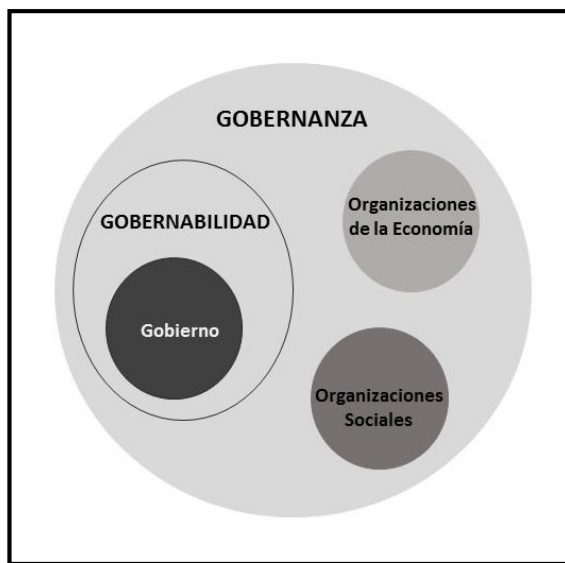 GOBERNANZA
GOBERNABILIDAD
Gobierno
Organizaciones
de la Economía
Organizaciones
Sociales